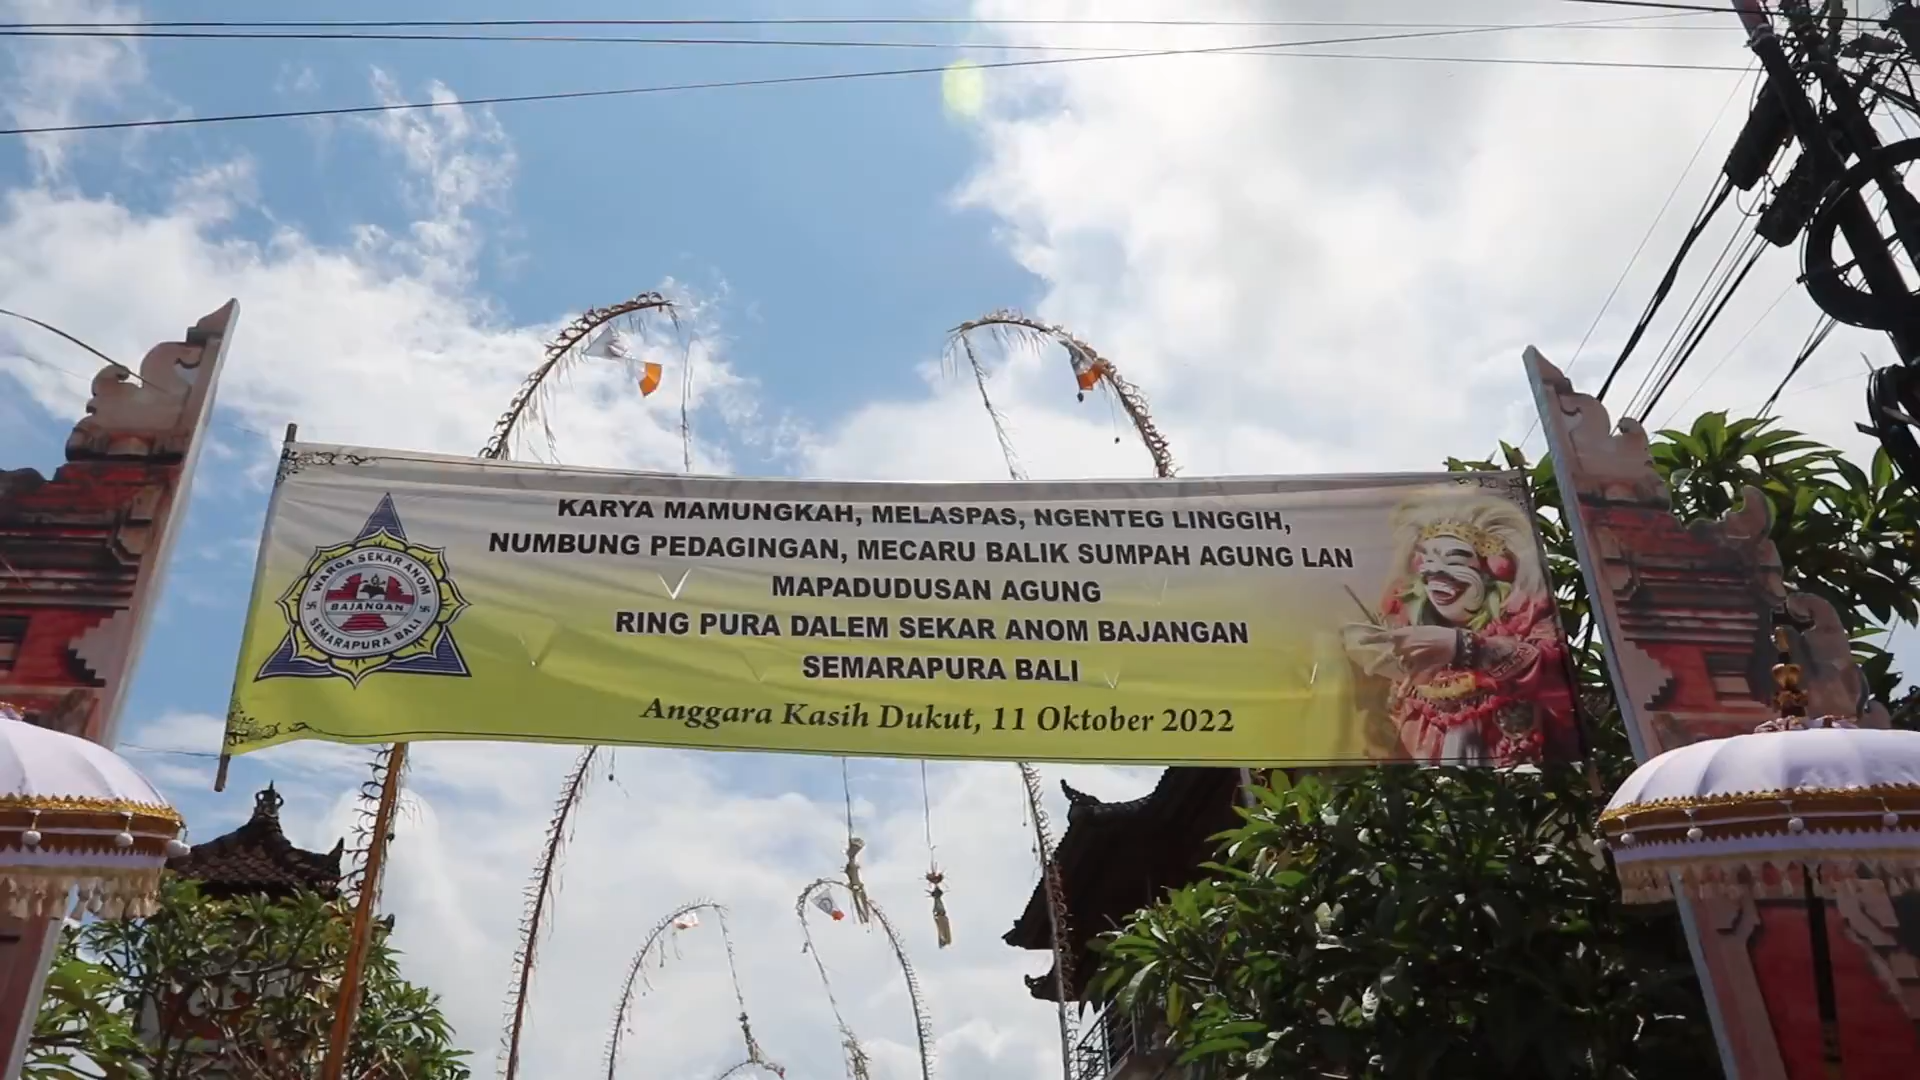 WARGA SEKAR ANOM
BAJANGAN
SEMARAPURA BALI
KARYA MAMUNGKAH, MELASPAS, NGENTEG LINGGIH,
NUMBUNG PEDAGINGAN, MECARU BALIK SUMPAH AGUNG LAN
MAPADUDUSAN AGUNG
RING PURA DALEM SEKAR ANOM BAJANGAN
SEMARAPURA BALI
Anggara Kasih Dukut, 11 Oktober 2022